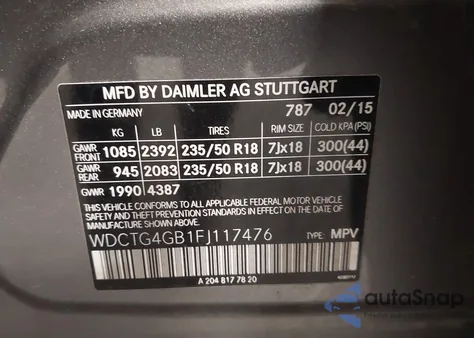 MFD BY DAIMLER AG STUTTGART
MADE IN GERMANY 787 02/15
KG LB TIRES RIM SIZE COLD KPA(PSI)
GAWR FRONT 1085 2392 235/50 R18 7Jx18 300(44)
GAWR REAR 945 2083 235/50 R18 7Jx18 300(44)
GVWR 1990 4387
THIS VEHICLE CONFORMS TO ALL APPLICABLE FEDERAL MOTOR VEHICLE
SAFETY, BUMPER, AND THEFT PREVENTION STANDARDS IN EFFECT
ON THE DATE OF MANUFACTURE SHOWN ABOVE.
WDCTG4GB1FJ117476 TYPE: MPV
A 204 817 78 20
autoSnap